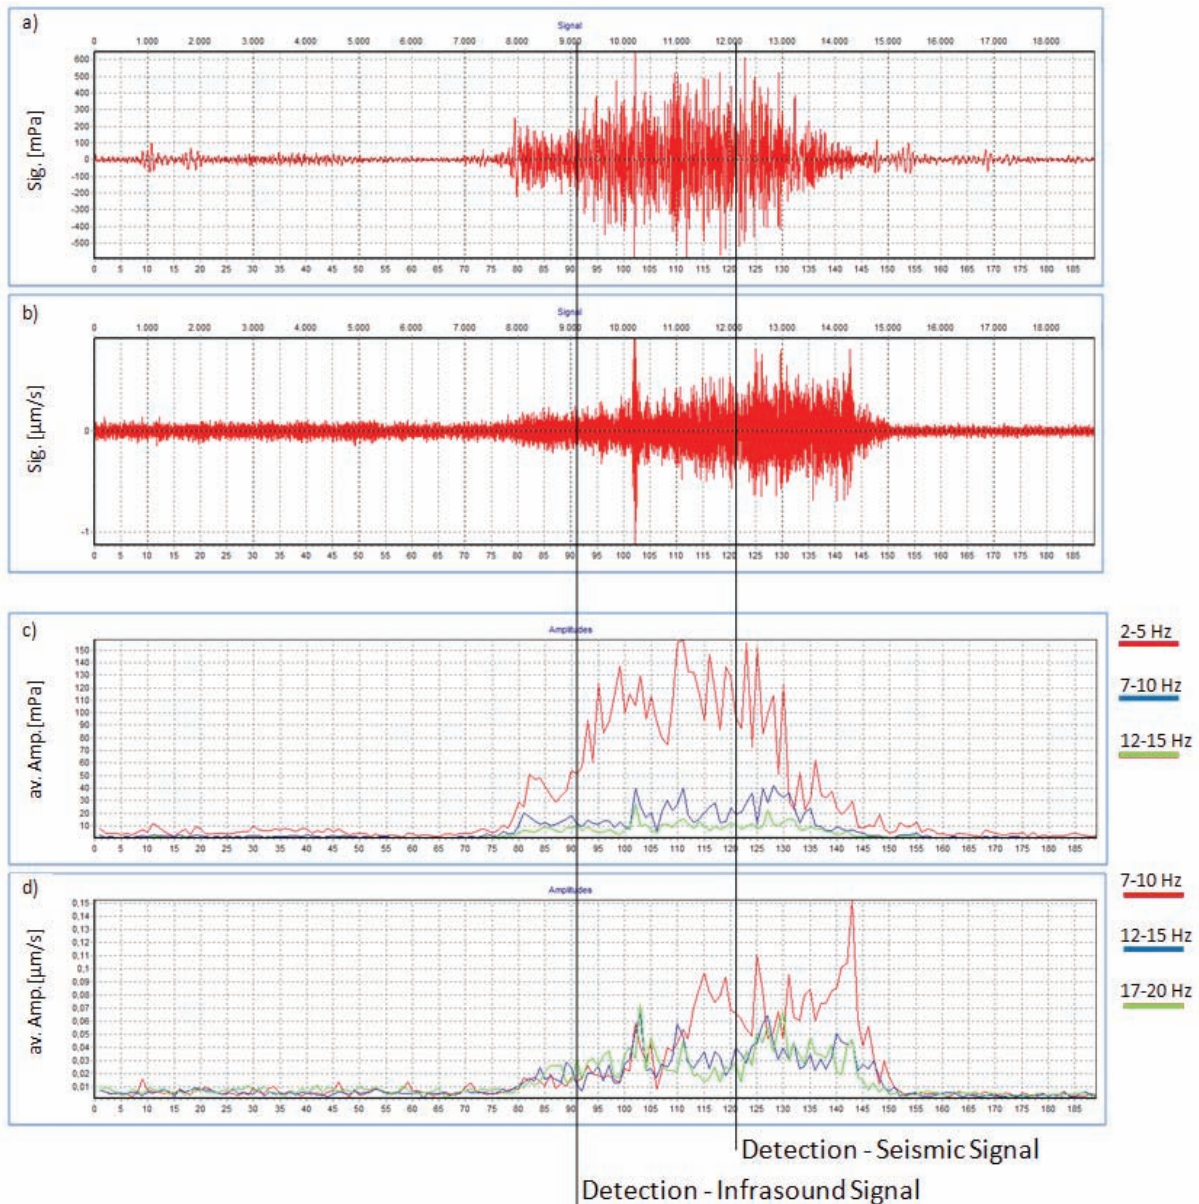 a)
Signal
0 1.000 2.000 3.000 4.000 5.000 6.000 7.000 8.000 9.000 10.000 11.000 12.000 13.000 14.000 15.000 16.000 17.000 18.000
Sig. [mPa]
600
500
400
300
200
100
0
-100
-200
-300
-400
-500
0 5 10 15 20 25 30 35 40 45 50 55 60 65 70 75 80 85 90 95 100 105 110 115 120 125 130 135 140 145 150 155 160 165 170 175 180 185
b)
Signal
0 1.000 2.000 3.000 4.000 5.000 6.000 7.000 8.000 9.000 10.000 11.000 12.000 13.000 14.000 15.000 16.000 17.000 18.000
Sig. [µm/s]
0
-1
0 5 10 15 20 25 30 35 40 45 50 55 60 65 70 75 80 85 90 95 100 105 110 115 120 125 130 135 140 145 150 155 160 165 170 175 180 185
c)
Amplitudes
av. Amp.[mPa]
150
140
130
120
110
100
90
80
70
60
50
40
30
20
10
0 5 10 15 20 25 30 35 40 45 50 55 60 65 70 75 80 85 90 95 100 105 110 115 120 125 130 135 140 145 150 155 160 165 170 175 180 185
2-5 Hz
7-10 Hz
12-15 Hz
d)
Amplitudes
av. Amp.[µm/s]
0,15
0,14
0,13
0,12
0,11
0,1
0,09
0,08
0,07
0,06
0,05
0,04
0,03
0,02
0,01
0 5 10 15 20 25 30 35 40 45 50 55 60 65 70 75 80 85 90 95 100 105 110 115 120 125 130 135 140 145 150 155 160 165 170 175 180 185
7-10 Hz
12-15 Hz
17-20 Hz
Detection - Seismic Signal
Detection - Infrasound Signal